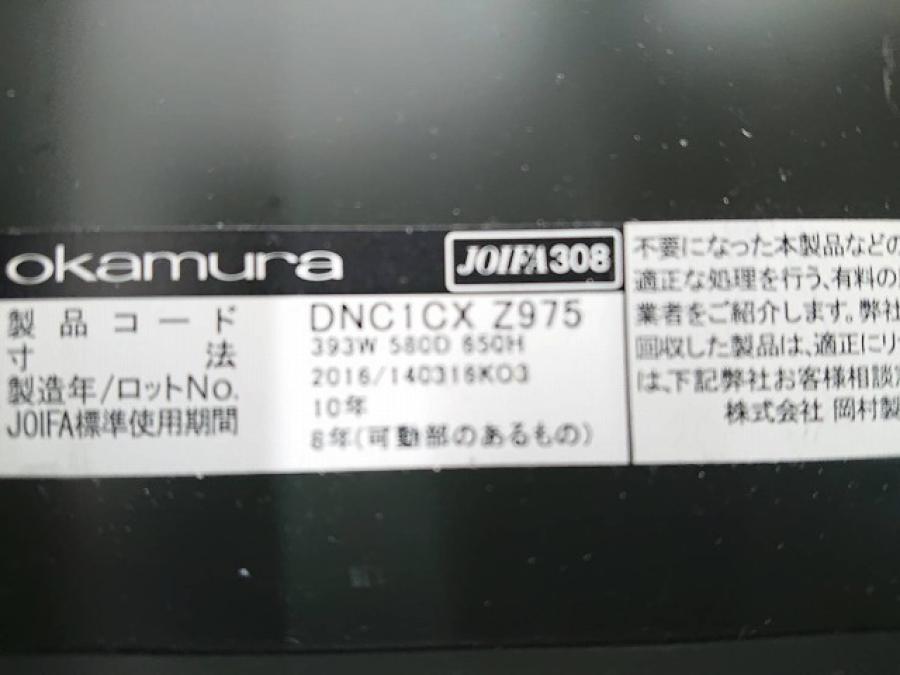 okamura
JOIFA308
製品コード DNC1CX Z975
寸法 393W 580D 650H
製造年/ロットNo. 2016/140316K03
JOIFA標準使用期間 10年
8年(可動部のあるもの)
不要になった本製品などの
適正な処理を行う、有料の
業者をご紹介します。弊社
回収した製品は、適正にリ
は、下記弊社お客様相談
株式会社 岡村製